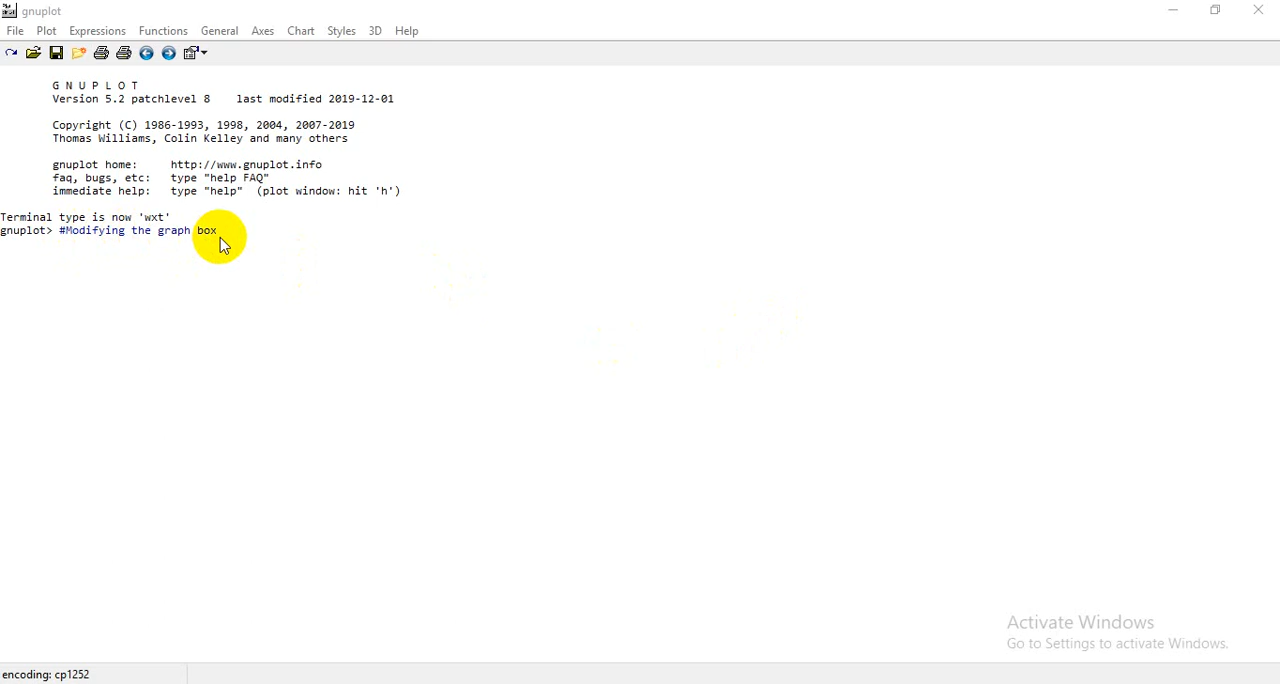 gnuplot
File Plot Expressions Functions General Axes Chart Styles 3D Help
G N U P L O T
Version 5.2 patchlevel 8    last modified 2019-12-01
Copyright (C) 1986-1993, 1998, 2004, 2007-2019
Thomas Williams, Colin Kelley and many others
gnuplot home:     http://www.gnuplot.info
faq, bugs, etc:   type "help FAQ"
immediate help:   type "help"  (plot window: hit 'h')
Terminal type is now 'wxt'
gnuplot> #Modifying the graph box
Activate Windows
Go to Settings to activate Windows.
encoding: cp1252